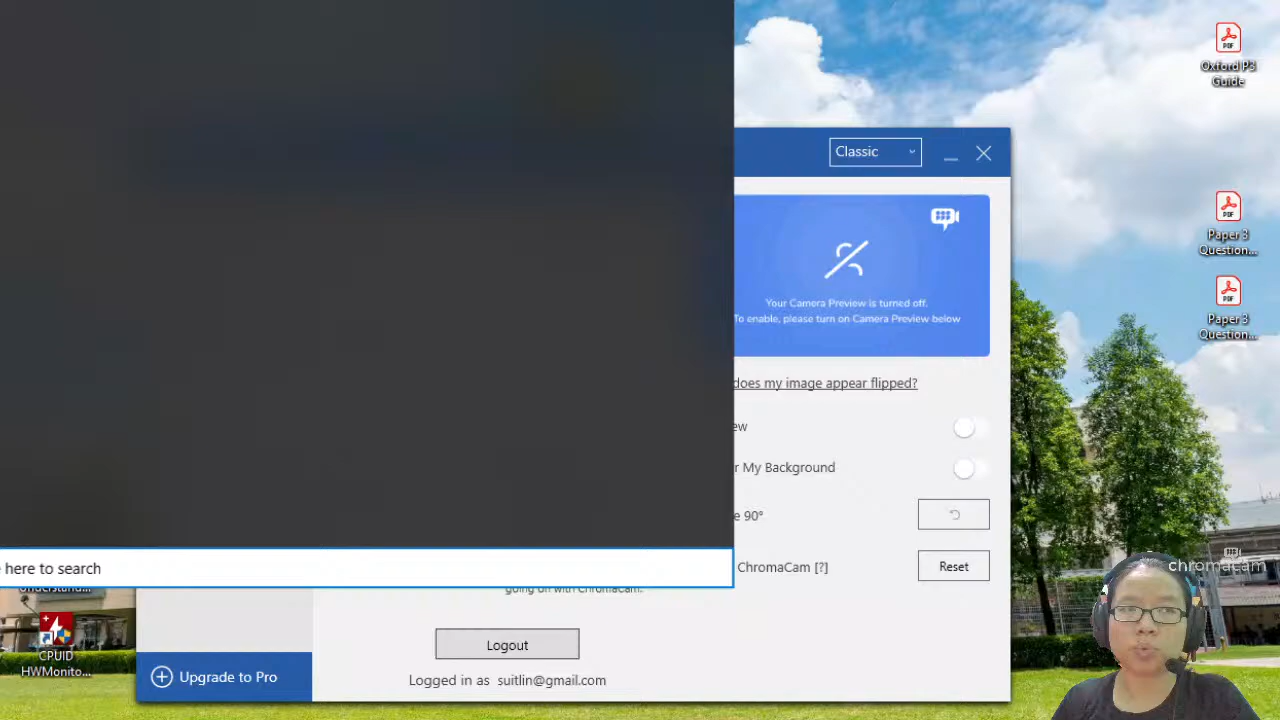 Oxford P3
Guide
Classic
Paper 3
Question...
Your Camera Preview is turned off.
To enable, please turn on Camera Preview below
Paper 3
Question...
does my image appear flipped?
ew
r My Background
e 90°
here to search
ChromaCam [?]
Reset
chromacam
going on with ChromaCam.
Logout
CPUID
HWMonito...
Upgrade to Pro
Logged in as suitlin@gmail.com